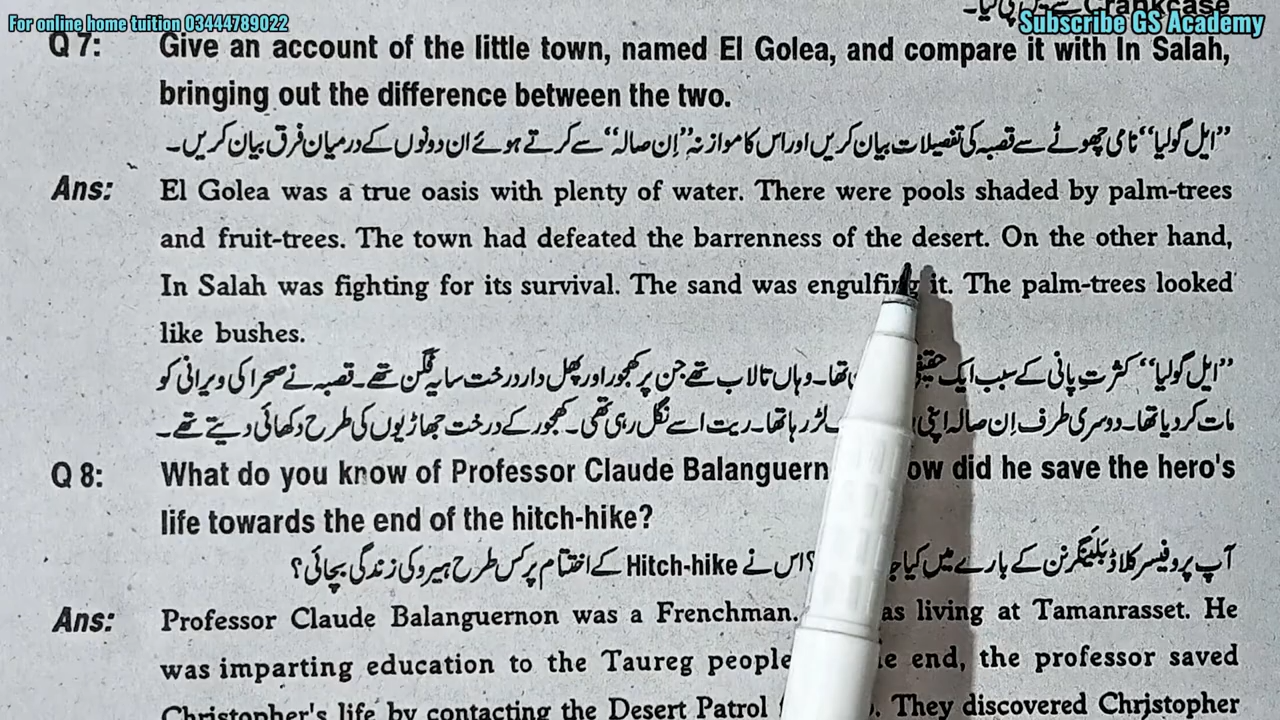 For online home tuition 03444789022
Subscribe GS Academy
Crankcase
Q 7: Give an account of the little town, named El Golea, and compare it with In Salah,
bringing out the difference between the two.
”ایل گولیا“ نامی چھوٹے سے قصبہ کی تفصیلات بیان کریں اور اس کا موازنہ ”اِن صالہ“ سے کرتے ہوئے ان دونوں کے درمیان فرق بیان کریں۔
Ans: El Golea was a true oasis with plenty of water. There were pools shaded by palm-trees
and fruit-trees. The town had defeated the barrenness of the desert. On the other hand,
In Salah was fighting for its survival. The sand was engulfing it. The palm-trees looked
like bushes.
”ایل گولیا“ کثرتِ پانی کے سبب ایک تھا۔ وہاں تالاب تھے جن پر کھجور اور پھل دار درخت سایہ فگن تھے۔ قصبہ نے صحرا کی ویرانی کو
مات کر دیا تھا۔ دوسری طرف اِن صالہ اپنی لڑ رہا تھا۔ ریت اسے نگل رہی تھی۔ کھجور کے درخت جھاڑیوں کی طرح دکھائی دیتے تھے۔
Q 8: What do you know of Professor Claude Balanguern did he save the hero's
life towards the end of the hitch-hike?
آپ پروفیسر کلاڈ بَلینگرنن کے بارے میں کیا ؟ اس نے Hitch-hike کے اختتام پر کس طرح ہیرو کی زندگی بچائی؟
Ans: Professor Claude Balanguernon was a Frenchman. living at Tamanrasset. He
was imparting education to the Taureg people end, the professor saved
Christopher's life by contacting the Desert Patrol They discovered Christopher